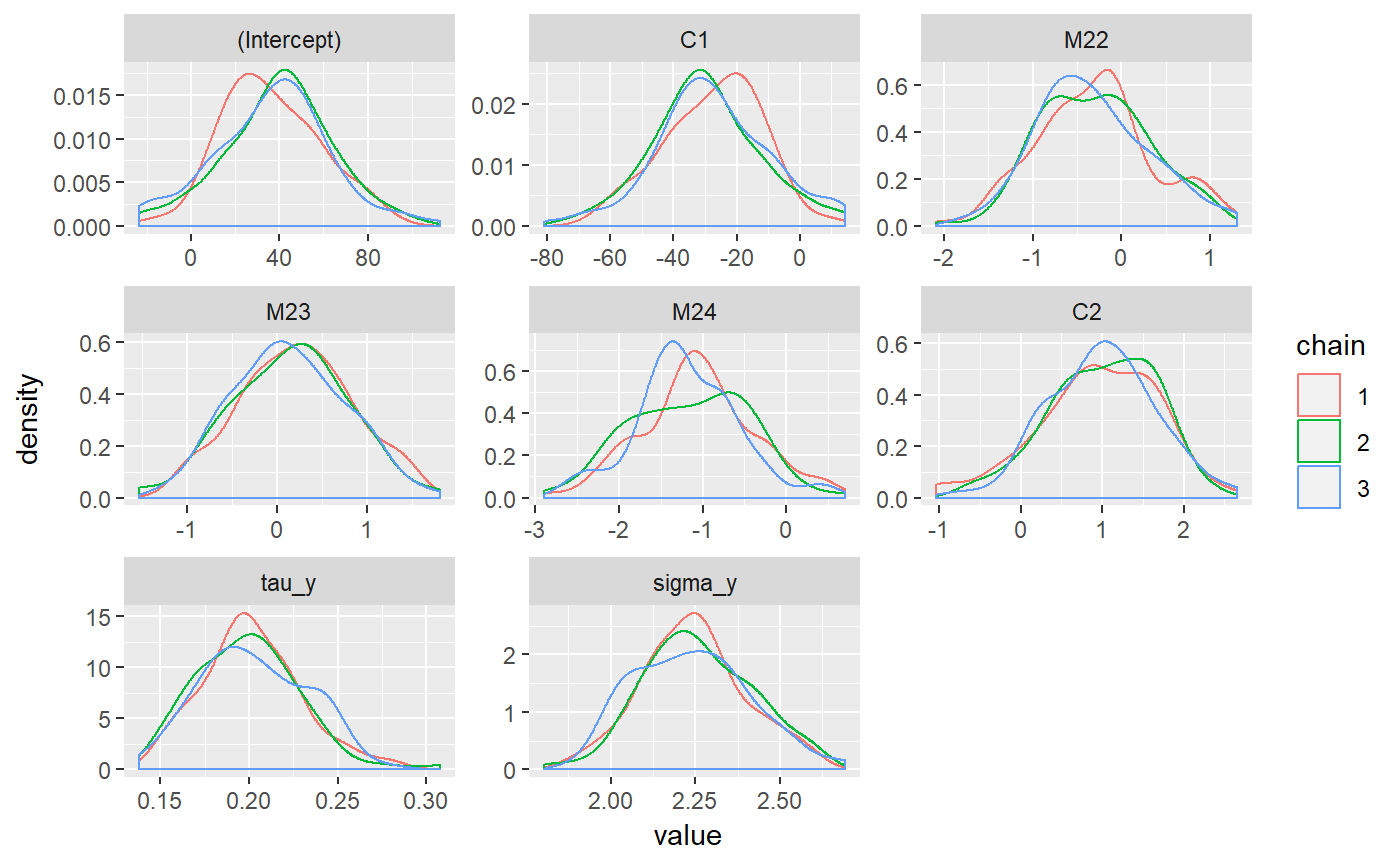 (Intercept) C1 M22
0.015 0.02 0.6
0.010 0.4
0.005 0.01 0.2
0.000 0.00 0.0
0 40 80 -80 -60 -40 -20 0 -2 -1 0 1
M23 M24 C2
0.6 0.6 0.6
0.4 0.4 0.4
0.2 0.2 0.2
0.0 0.0 0.0
-1 0 1 -3 -2 -1 0 -1 0 1 2
tau_y sigma_y
15 2
10 1
5 0
0
0.15 0.20 0.25 0.30 2.00 2.25 2.50
density
value
chain
1
2
3